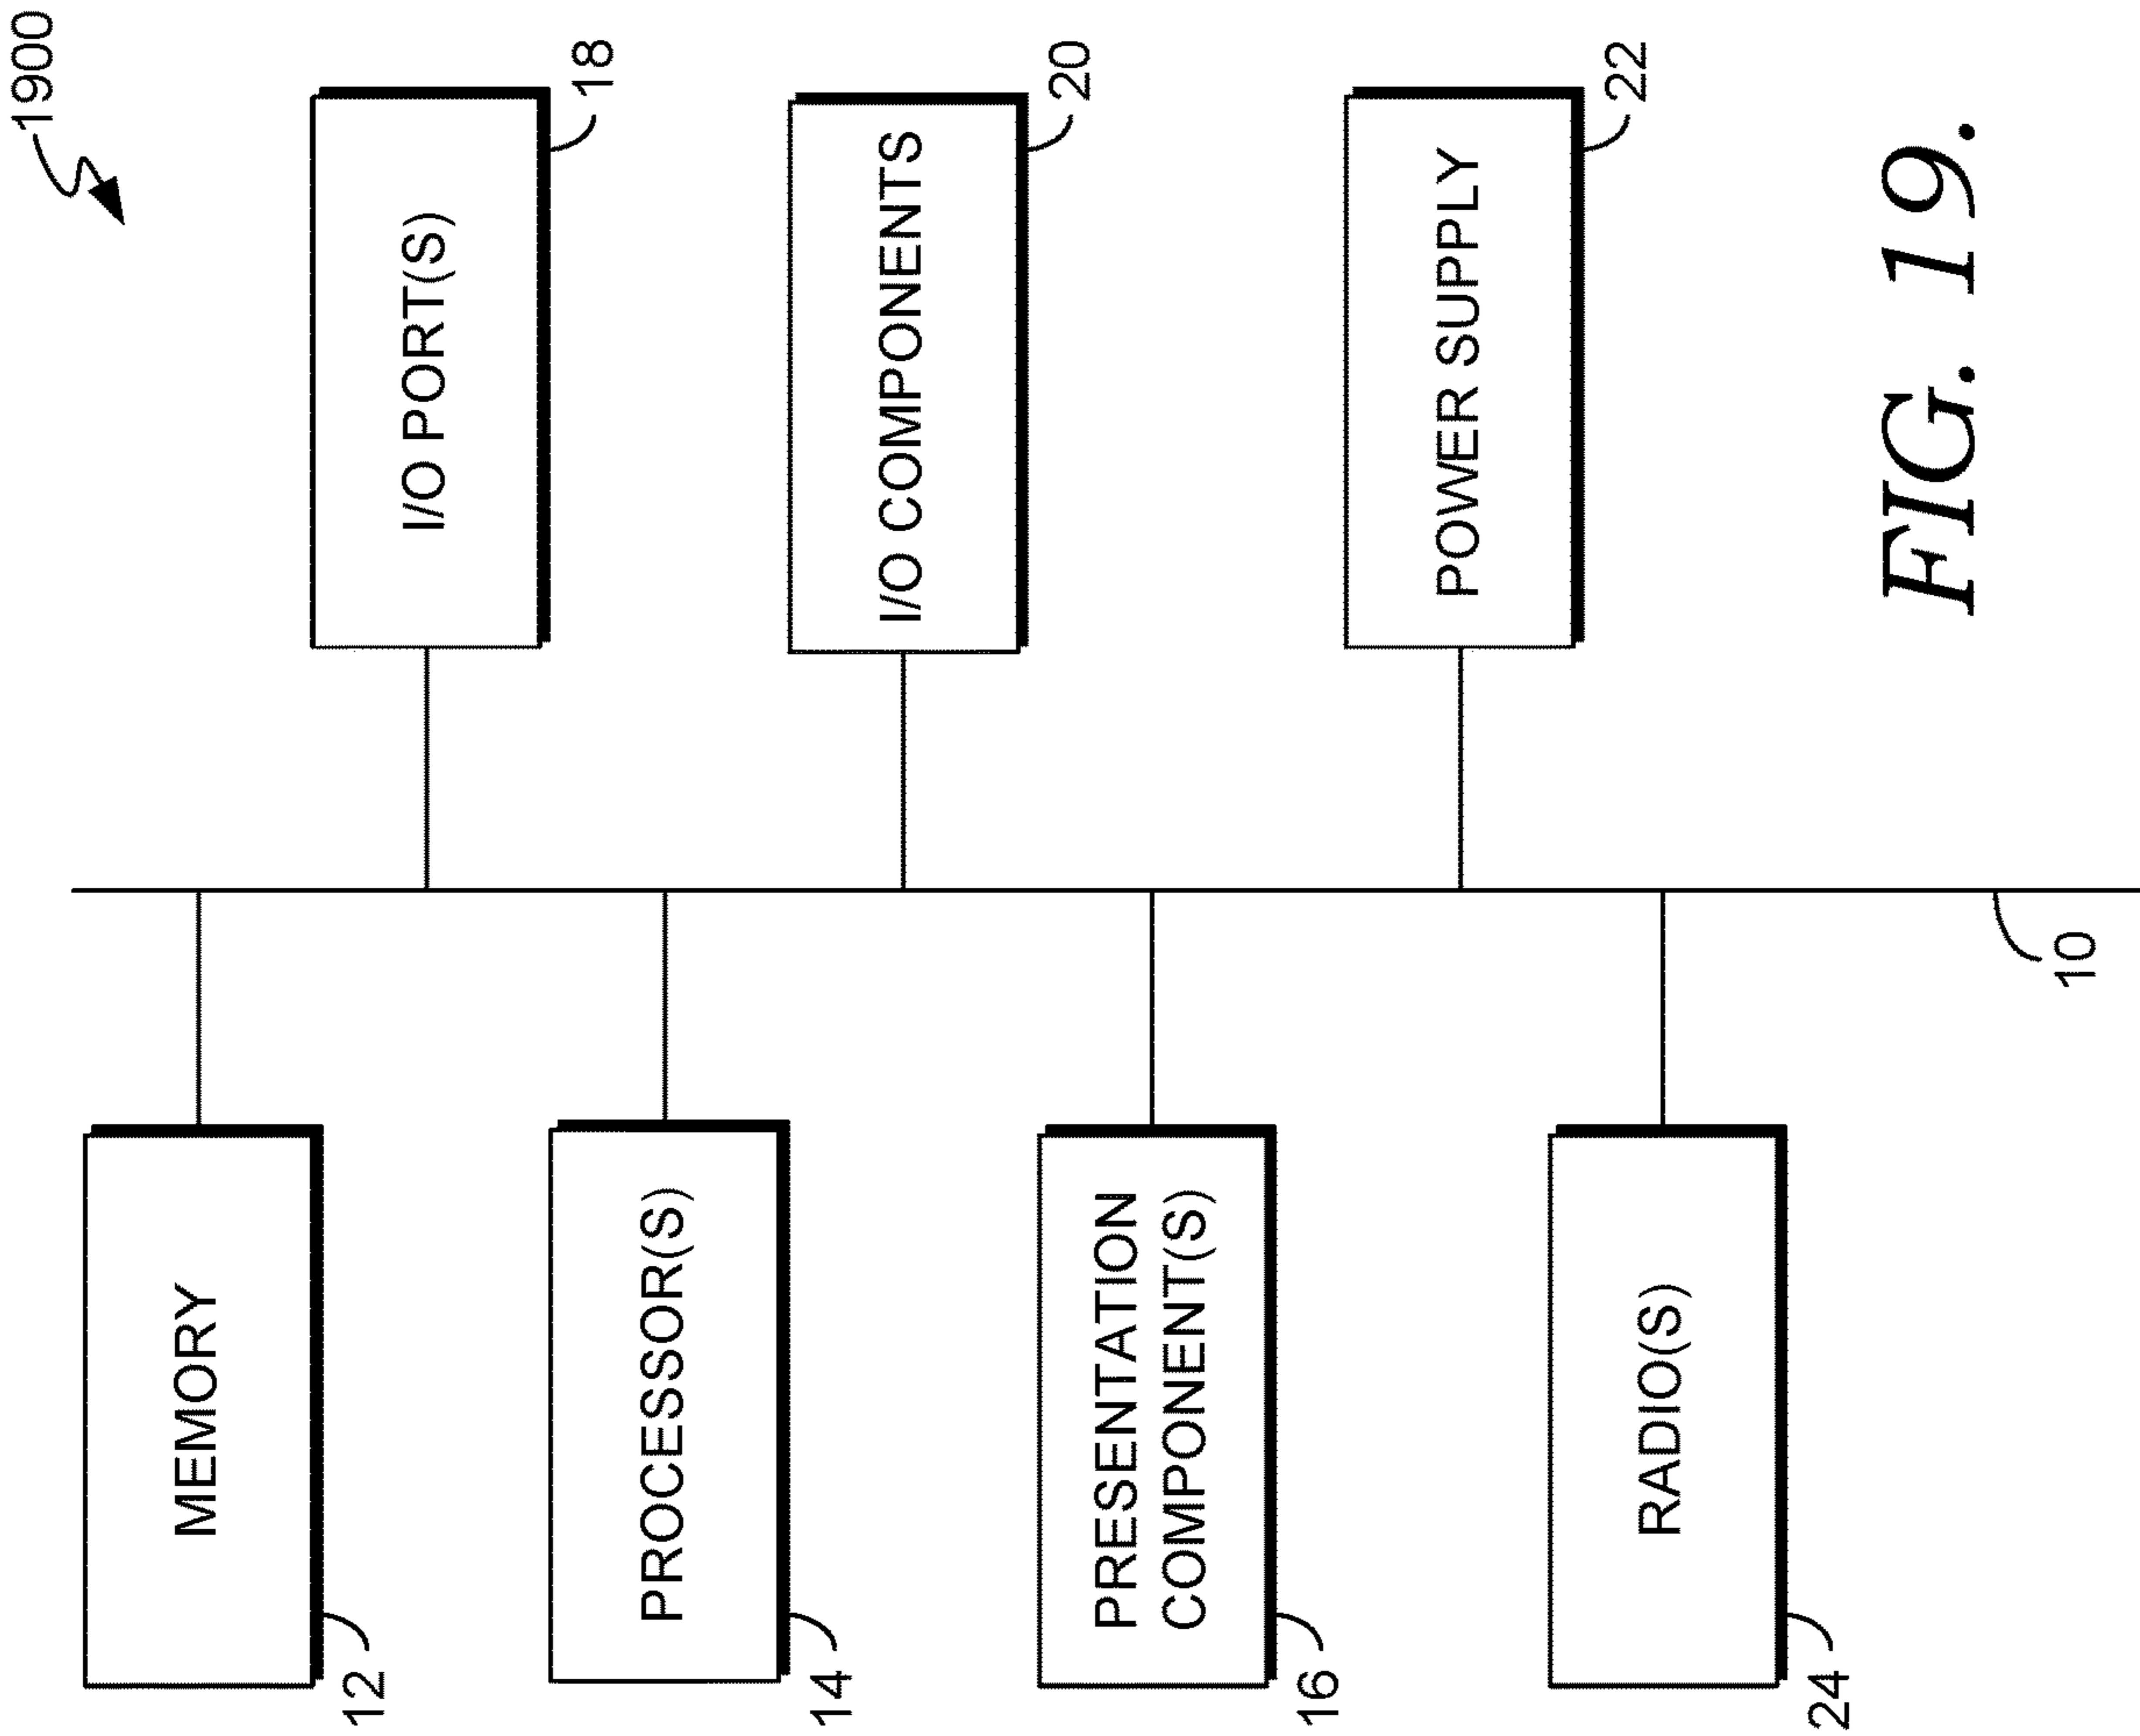 1900
MEMORY
12
I/O PORT(S)
18
PROCESSOR(S)
14
I/O COMPONENTS
20
PRESENTATION
COMPONENT(S)
16
POWER SUPPLY
22
RADIO(S)
24
10
FIG. 19.